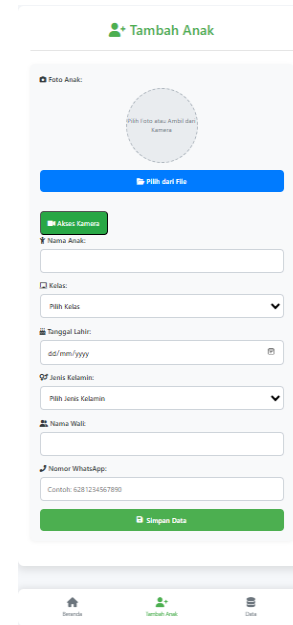 Tambah Anak
Foto Anak:
Pilih Foto atau Ambil dari
Kamera
Pilih dari File
Akses Kamera
Nama Anak:
Kelas:
Pilih Kelas
Tanggal Lahir:
dd/mm/yyyy
Jenis Kelamin:
Pilih Jenis Kelamin
Nama Wali:
Nomor WhatsApp:
Contoh: 6281234567890
Simpan Data
Beranda
Tambah Anak
Data